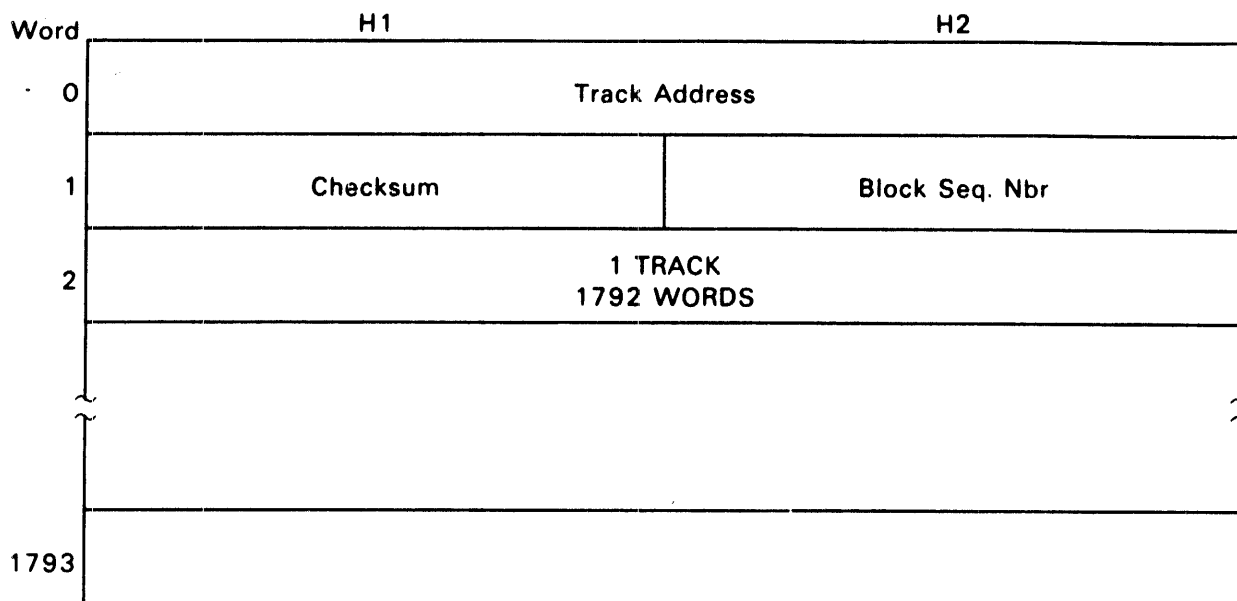 Word H1 H2
0 Track Address
1 Checksum Block Seq. Nbr
2 1 TRACK
1792 WORDS
1793